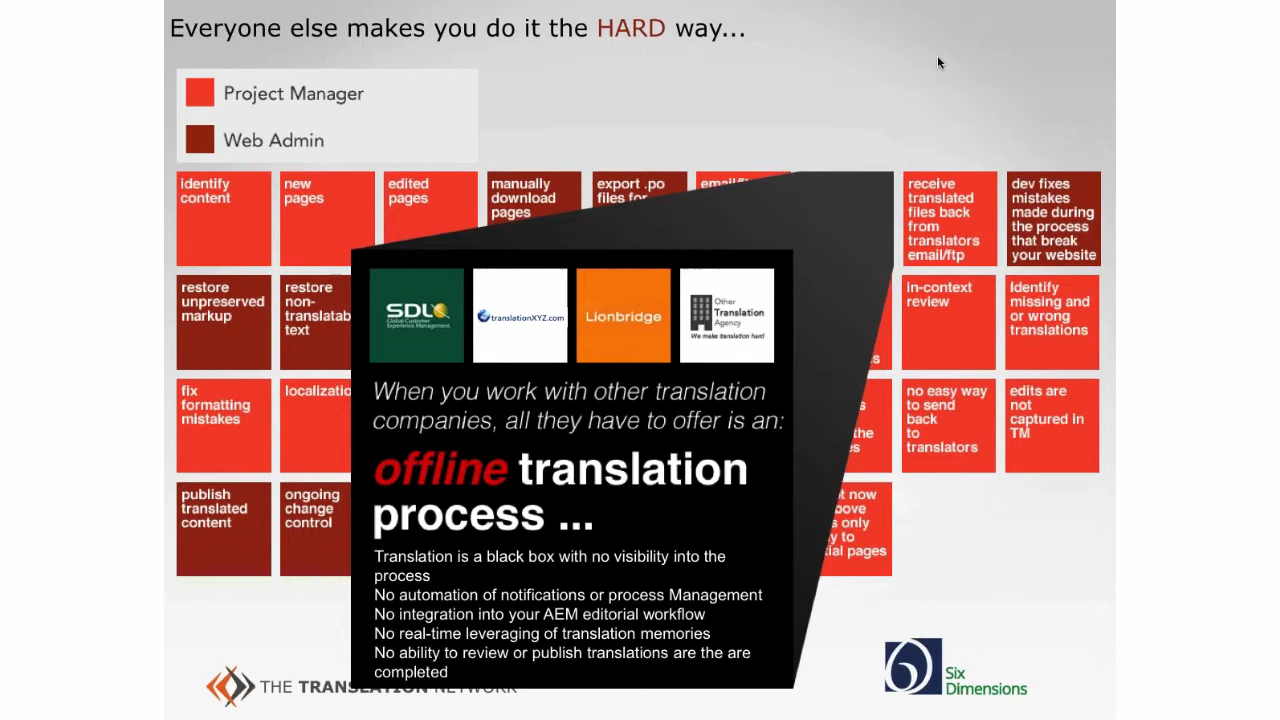 Everyone else makes you do it the HARD way...
Project Manager
Web Admin
identify
content
new
pages
edited
pages
manually
download
pages
export .po
files for
receive
translated
files back
from
translators
email/ftp
dev fixes
mistakes
made during
the process
that break
your website
restore
unpreserved
markup
restore
non-
text
in-context
review
Identify
missing and
or wrong
translations
fix
formatting
mistakes
no easy way
to send
back
to
translators
edits are
not
captured in
TM
publish
translated
content
ongoing
change
control
now
only
to
pages
SDL
Global Customer
Experience Management
translationXYZ.com
Lionbridge
Other
Translation
Agency
We make translation hard
When you work with other translation
companies, all they have to offer is an:
offline translation
process ...
Translation is a black box with no visibility into the
process
No automation of notifications or process Management
No integration into your AEM editorial workflow
No real-time leveraging of translation memories
No ability to review or publish translations are the are
completed
THE TRANSLATION NETWORK
Six
Dimensions